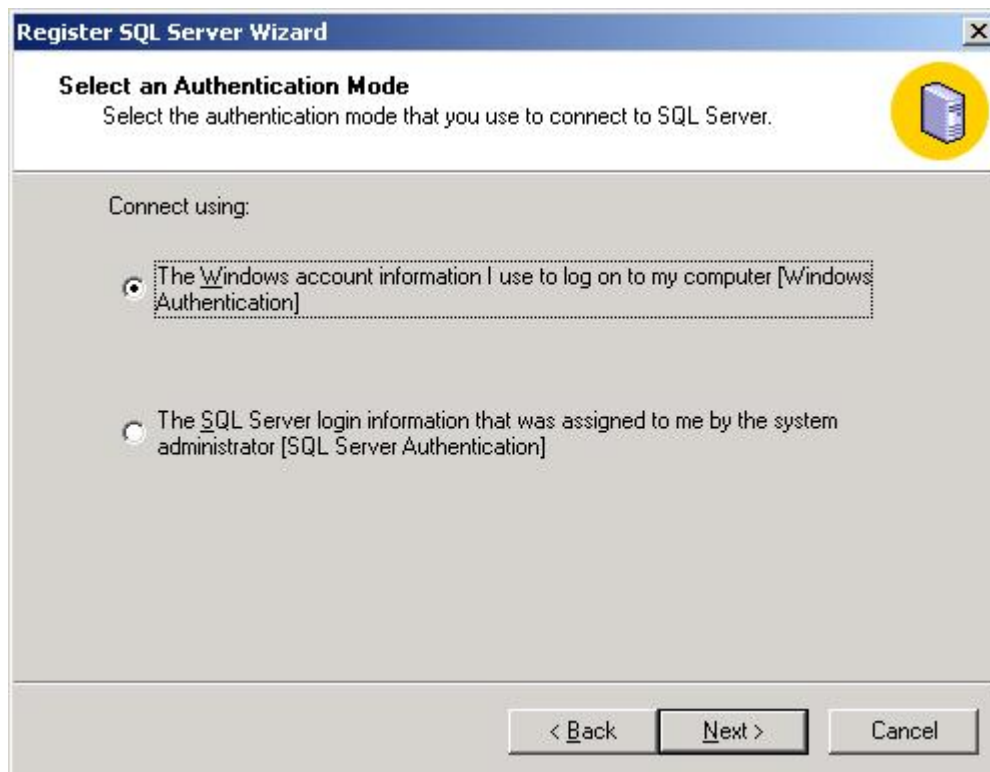 Register SQL Server Wizard
Select an Authentication Mode
Select the authentication mode that you use to connect to SQL Server.
Connect using:
The Windows account information I use to log on to my computer [Windows
Authentication]
The SQL Server login information that was assigned to me by the system
administrator [SQL Server Authentication]
< Back
Next >
Cancel